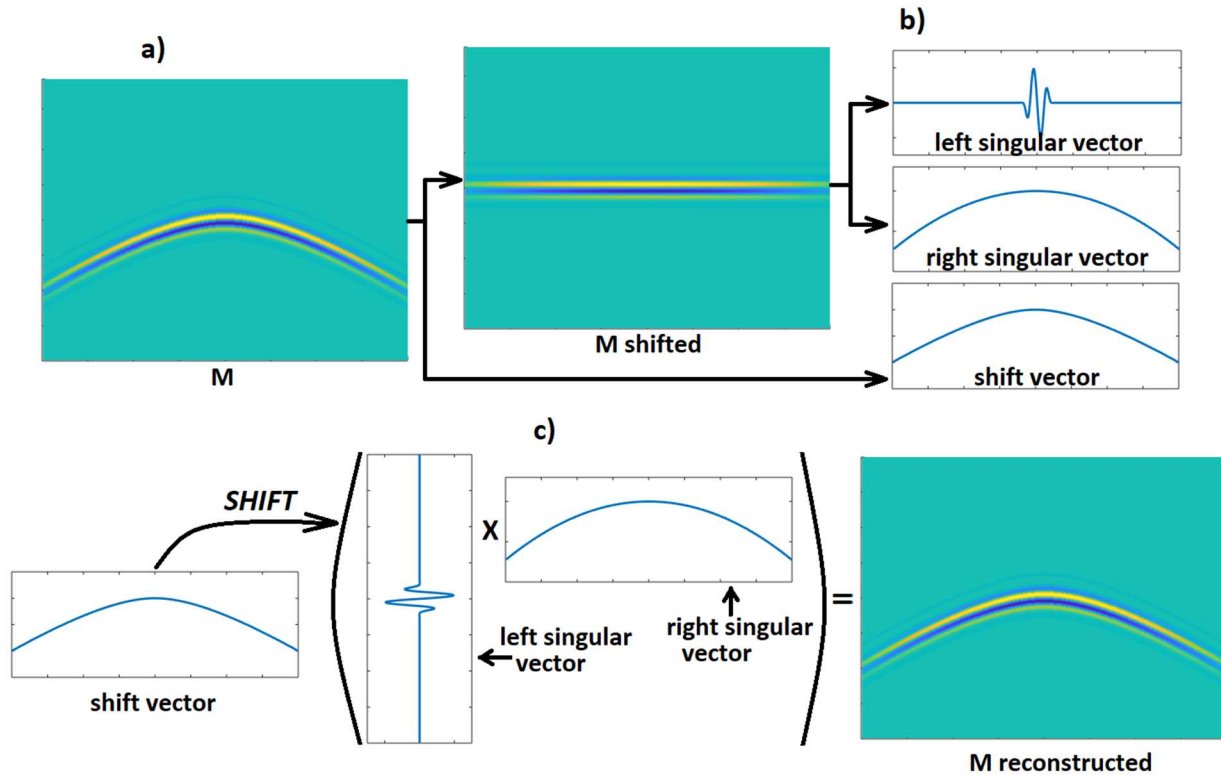 a)
b)
M
M shifted
left singular vector
right singular vector
shift vector
c)
SHIFT
X
=
left singular
vector
right singular
vector
shift vector
M reconstructed